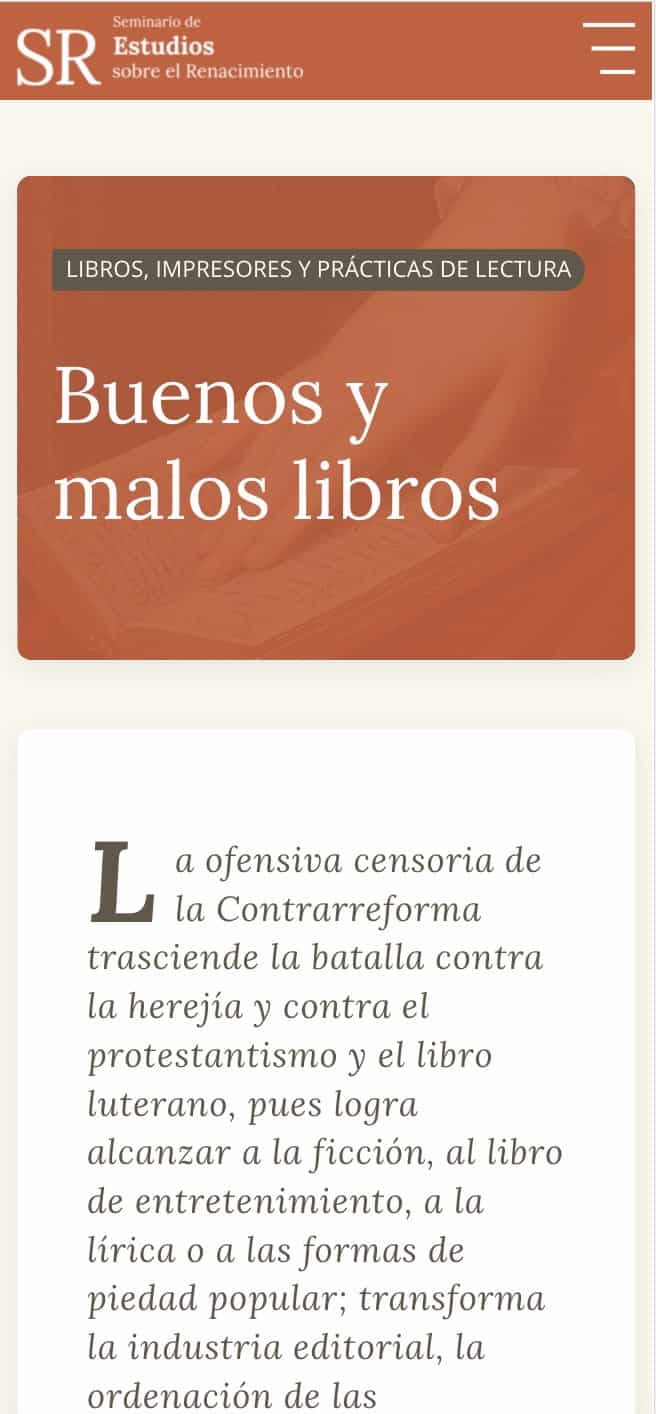 SR
Seminario de
Estudios
sobre el Renacimiento
LIBROS, IMPRESORES Y PRÁCTICAS DE LECTURA
Buenos y
malos libros
La ofensiva censoria de
la Contrarreforma
trasciende la batalla contra
la herejía y contra el
protestantismo y el libro
luterano, pues logra
alcanzar a la ficción, al libro
de entretenimiento, a la
lírica o a las formas de
piedad popular; transforma
la industria editorial, la
ordenación de las